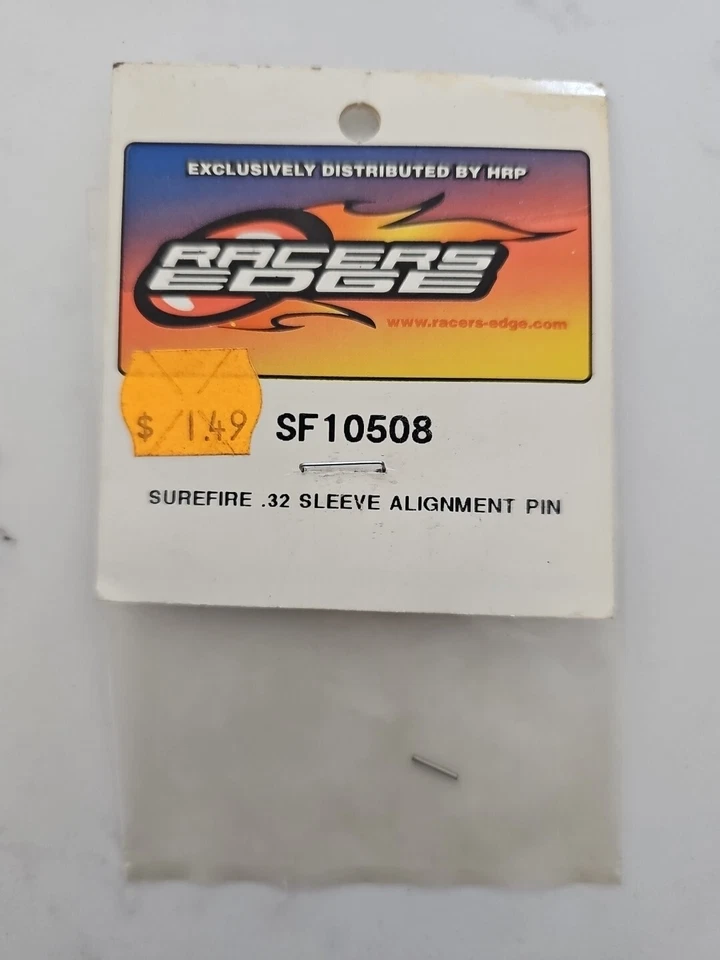 EXCLUSIVELY DISTRIBUTED BY HRP
RACERS
EDGE
www.racers-edge.com
$ 1.49
SF10508
SUREFIRE .32 SLEEVE ALIGNMENT PIN